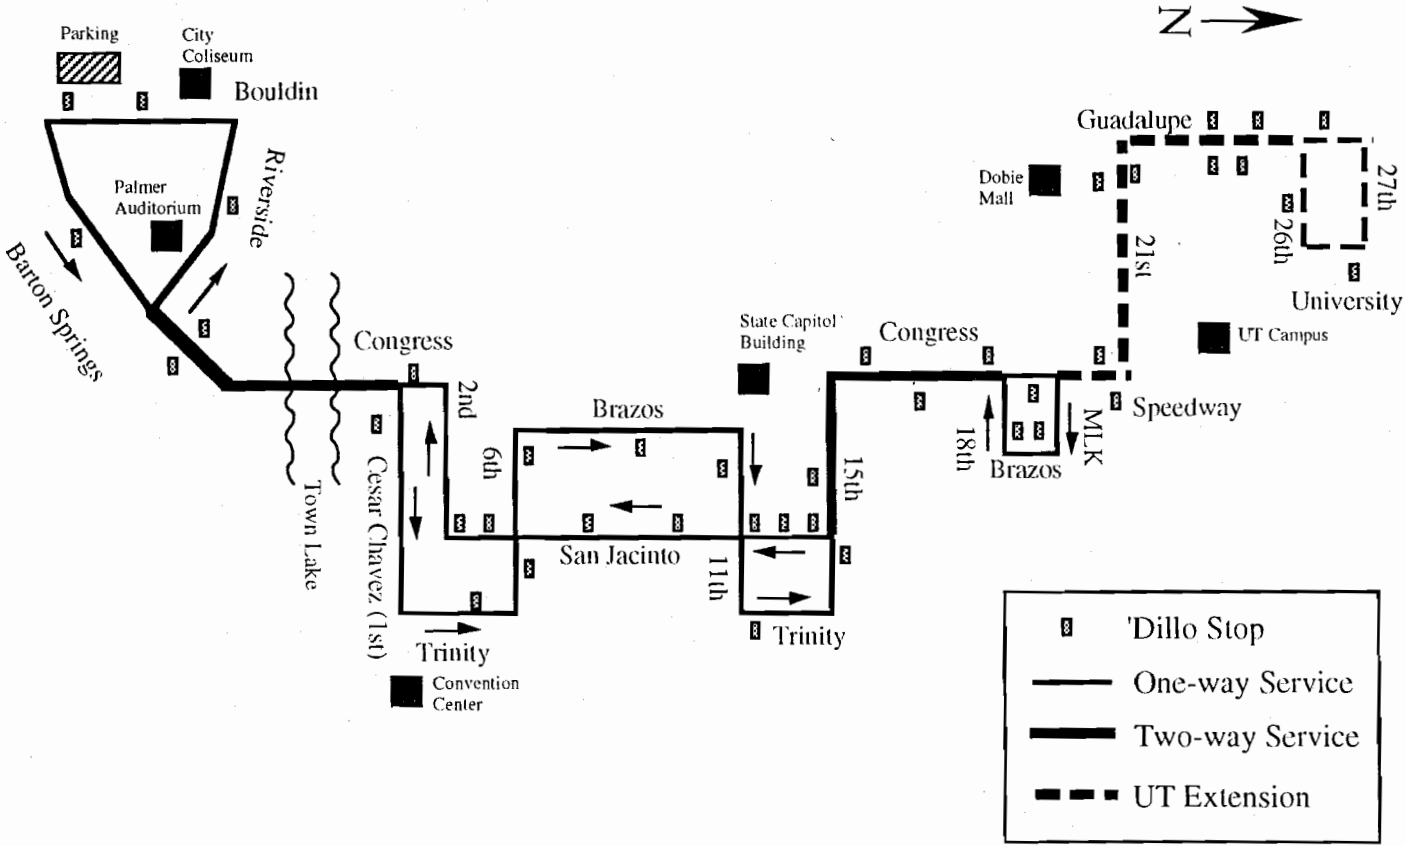 N
Parking
City
Coliseum
Bouldin
Riverside
Palmer
Auditorium
Barton Springs
Guadalupe
Dobie
Mall
27th
26th
21st
University
UT Campus
State Capitol
Building
Congress
Congress
2nd
Brazos
6th
Speedway
MLK
18th
Brazos
15th
Town Lake
Cesar Chavez (1st)
San Jacinto
11th
Trinity
Trinity
Convention
Center
'Dillo Stop
One-way Service
Two-way Service
UT Extension